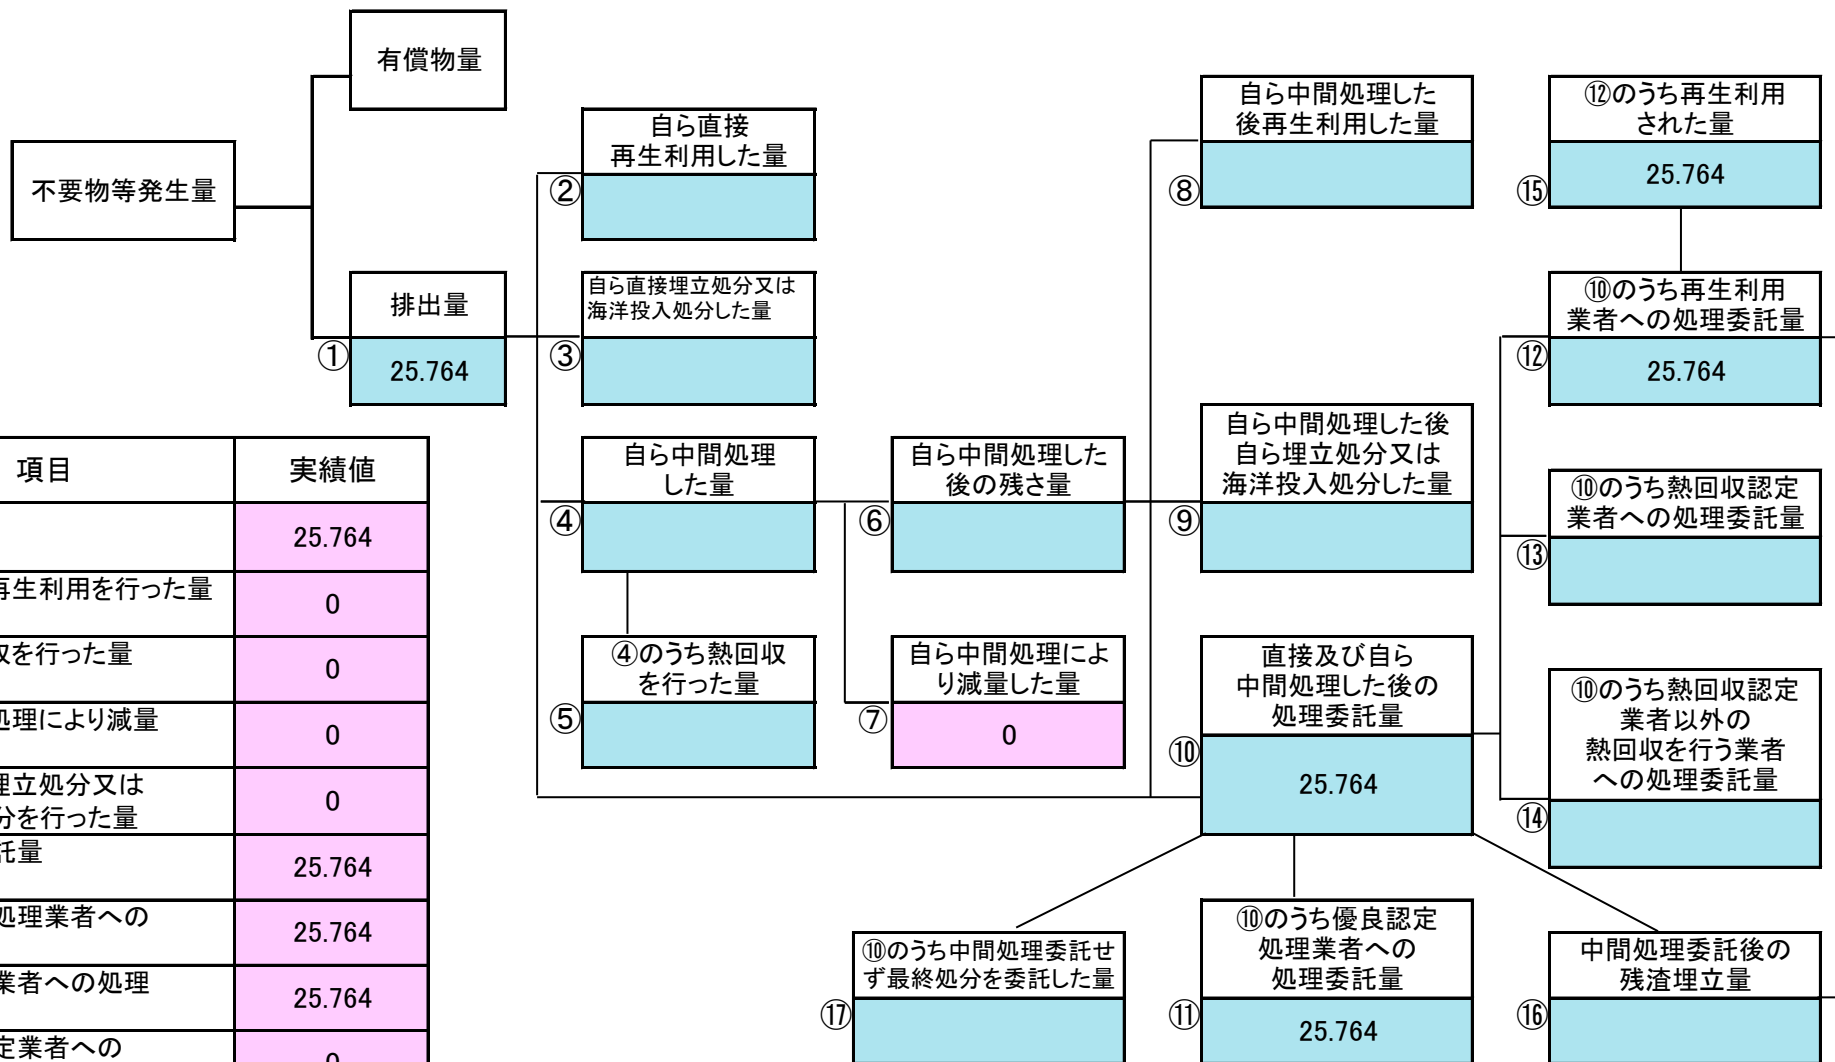 有償物量
不要物等発生量
排出量
①
25.764
自ら直接
再生利用した量
②
自ら直接埋立処分又は
海洋投入処分した量
③
自ら中間処理
した量
④
④のうち熱回収
を行った量
⑤
自ら中間処理した
後の残さ量
⑥
自ら中間処理によ
り減量した量
⑦
0
自ら中間処理した
後再生利用した量
⑧
自ら中間処理した後
自ら埋立処分又は
海洋投入処分した量
⑨
直接及び自ら
中間処理した後の
処理委託量
⑩
25.764
⑫のうち再生利用
された量
⑮
25.764
⑩のうち再生利用
業者への処理委託量
⑫
25.764
⑩のうち熱回収認定
業者への処理委託量
⑬
⑩のうち熱回収認定
業者以外の
熱回収を行う業者
への処理委託量
⑭
⑩のうち中間処理委託せ
ず最終処分を委託した量
⑰
⑩のうち優良認定
処理業者への
処理委託量
⑪
25.764
中間処理委託後の
残渣埋立量
⑯
項目
実績値
25.764
再生利用を行った量
0
収を行った量
0
処理により減量
0
埋立処分又は
分を行った量
0
託量
25.764
処理業者への
25.764
業者への処理
25.764
定業者への
0